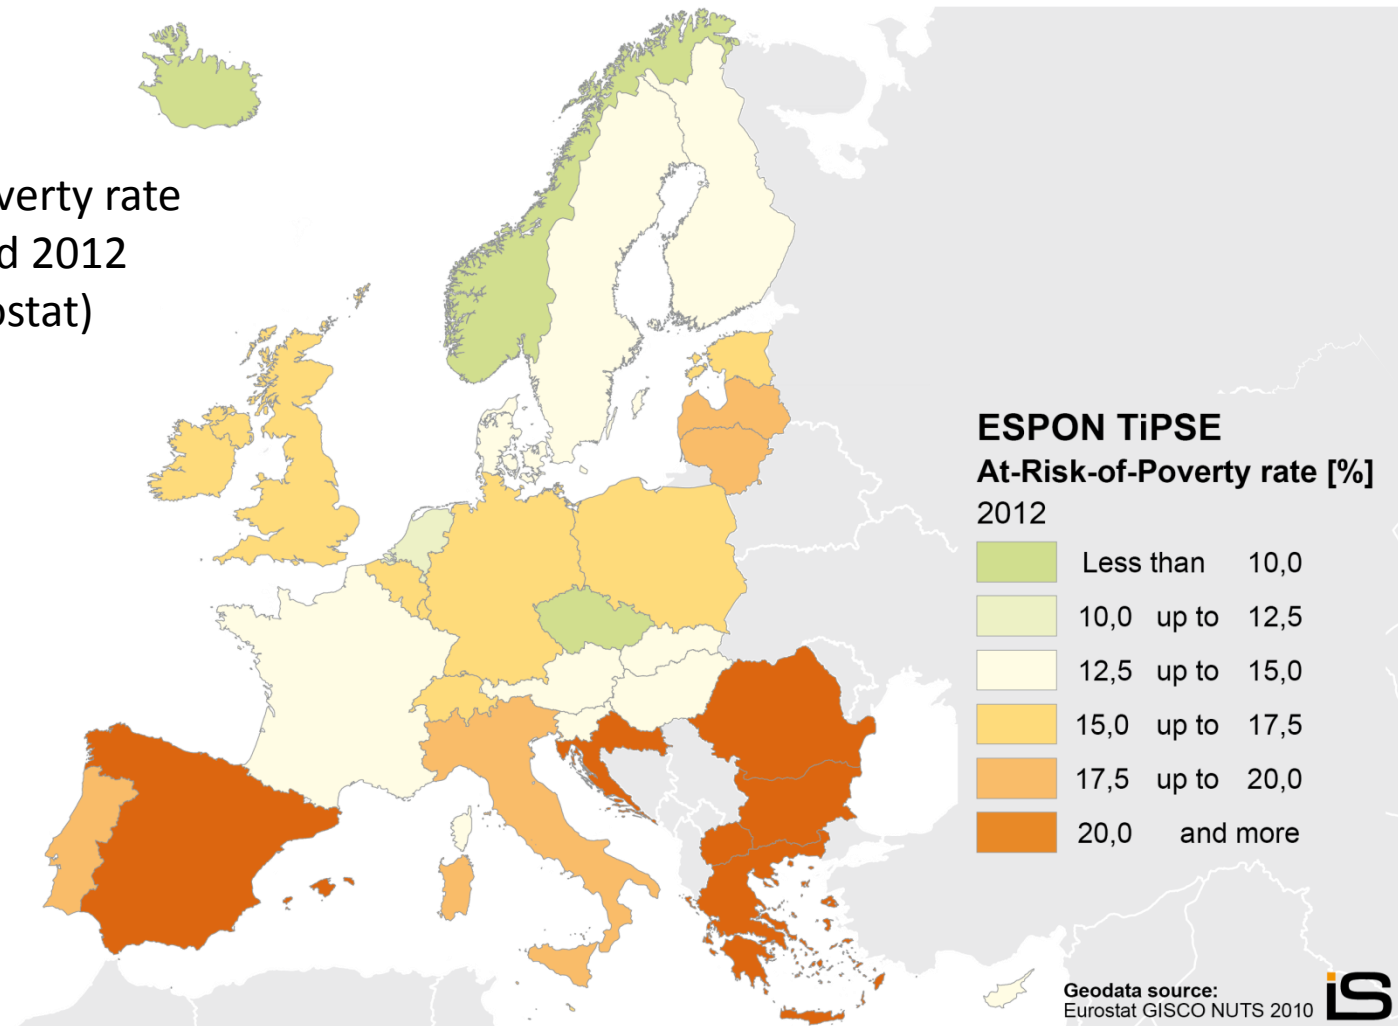 verty rate
d 2012
ostat)
ESPON TiPSE
At-Risk-of-Poverty rate [%]
2012
Less than 10,0
10,0 up to 12,5
12,5 up to 15,0
15,0 up to 17,5
17,5 up to 20,0
20,0 and more
Geodata source:
Eurostat GISCO NUTS 2010
iS